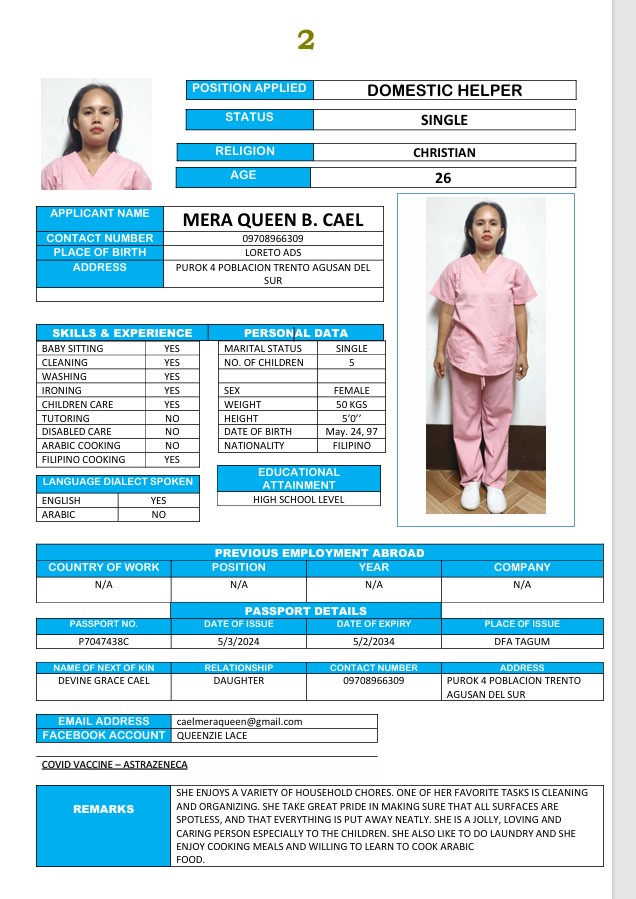 2
POSITION APPLIED DOMESTIC HELPER
STATUS SINGLE
RELIGION CHRISTIAN
AGE 26
APPLICANT NAME MERA QUEEN B. CAEL
CONTACT NUMBER 09708966309
PLACE OF BIRTH LORETO ADS
ADDRESS PUROK 4 POBLACION TRENTO AGUSAN DEL
SUR
SKILLS & EXPERIENCE
BABY SITTING YES
CLEANING YES
WASHING YES
IRONING YES
CHILDREN CARE YES
TUTORING NO
DISABLED CARE NO
ARABIC COOKING NO
FILIPINO COOKING YES
PERSONAL DATA
MARITAL STATUS SINGLE
NO. OF CHILDREN 5
SEX FEMALE
WEIGHT 50 KGS
HEIGHT 5’0’’
DATE OF BIRTH May. 24, 97
NATIONALITY FILIPINO
LANGUAGE DIALECT SPOKEN
ENGLISH YES
ARABIC NO
EDUCATIONAL
ATTAINMENT
HIGH SCHOOL LEVEL
PREVIOUS EMPLOYMENT ABROAD
COUNTRY OF WORK POSITION YEAR COMPANY
N/A N/A N/A N/A
PASSPORT DETAILS
PASSPORT NO. DATE OF ISSUE DATE OF EXPIRY PLACE OF ISSUE
P7047438C 5/3/2024 5/2/2034 DFA TAGUM
NAME OF NEXT OF KIN RELATIONSHIP CONTACT NUMBER ADDRESS
DEVINE GRACE CAEL DAUGHTER 09708966309 PUROK 4 POBLACION TRENTO
AGUSAN DEL SUR
EMAIL ADDRESS caelmeraqueen@gmail.com
FACEBOOK ACCOUNT QUEENZIE LACE
COVID VACCINE – ASTRAZENECA
REMARKS
SHE ENJOYS A VARIETY OF HOUSEHOLD CHORES. ONE OF HER FAVORITE TASKS IS CLEANING
AND ORGANIZING. SHE TAKE GREAT PRIDE IN MAKING SURE THAT ALL SURFACES ARE
SPOTLESS, AND THAT EVERYTHING IS PUT AWAY NEATLY. SHE IS A JOLLY, LOVING AND
CARING PERSON ESPECIALLY TO THE CHILDREN. SHE ALSO LIKE TO DO LAUNDRY AND SHE
ENJOY COOKING MEALS AND WILLING TO LEARN TO COOK ARABIC
FOOD.